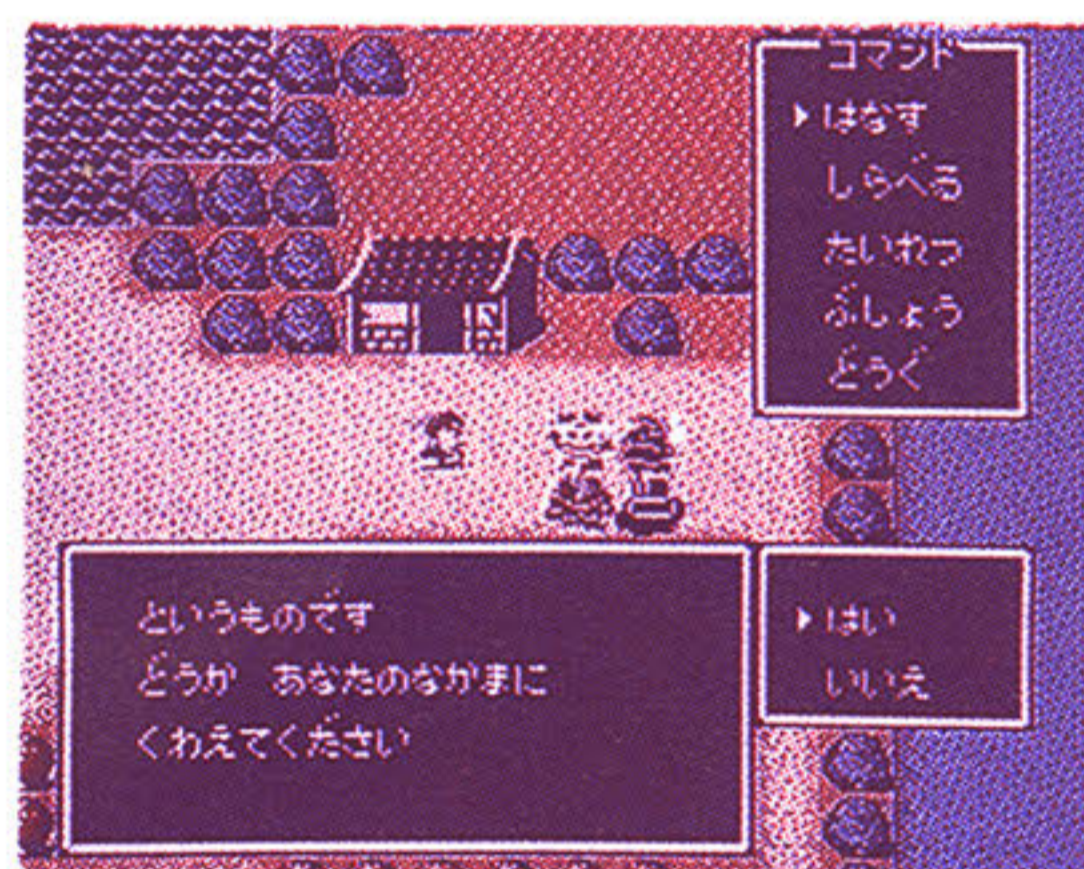 コマンド
▶はなす
しらべる
たいれつ
ぶしょう
どうぐ
というものです
どうか あなたのなかまに
くわえてください
▶はい
いいえ